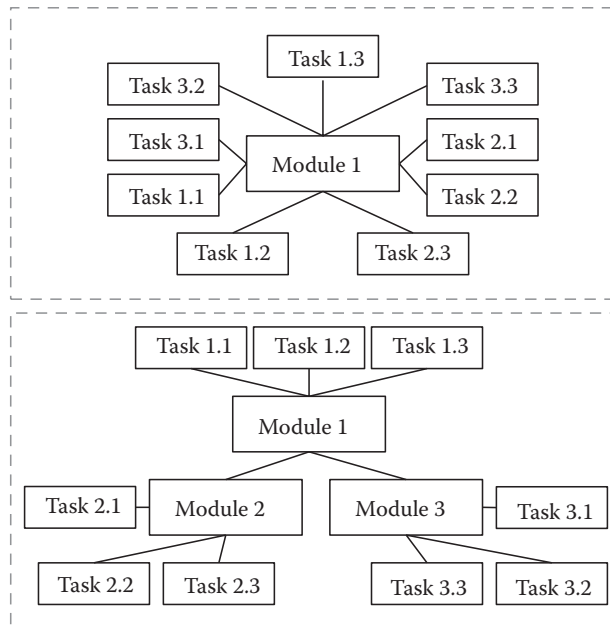 Task 1.3
Task 3.2
Task 3.3
Task 3.1
Task 2.1
Module 1
Task 1.1
Task 2.2
Task 1.2
Task 2.3
Task 1.1
Task 1.2
Task 1.3
Module 1
Task 2.1
Module 2
Module 3
Task 3.1
Task 2.2
Task 2.3
Task 3.3
Task 3.2